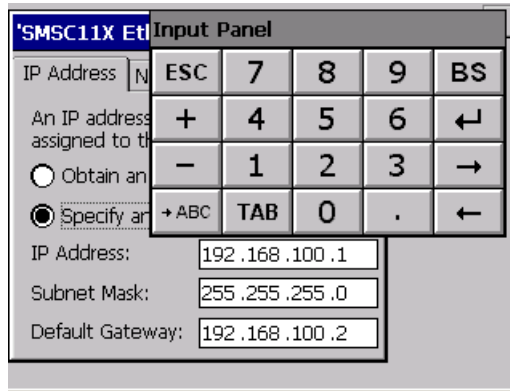 'SMSC11X Et
Input Panel
IP Address
ESC 7 8 9 BS
+ 4 5 6 ↵
− 1 2 3 →
→ABC TAB 0 . ←
An IP address
assigned to th
Obtain an
Specify an
IP Address: 192.168.100.1
Subnet Mask: 255.255.255.0
Default Gateway: 192.168.100.2